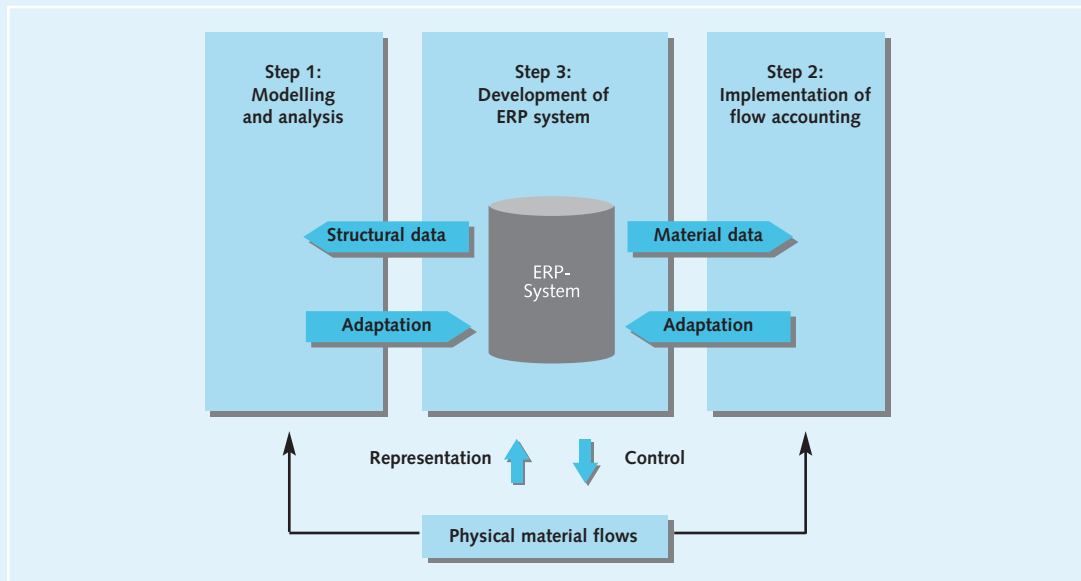 Step 1:
Modelling
and analysis
Step 3:
Development of
ERP system
Step 2:
Implementation of
flow accounting
Structural data
Material data
ERP-
System
Adaptation
Adaptation
Representation
Control
Physical material flows